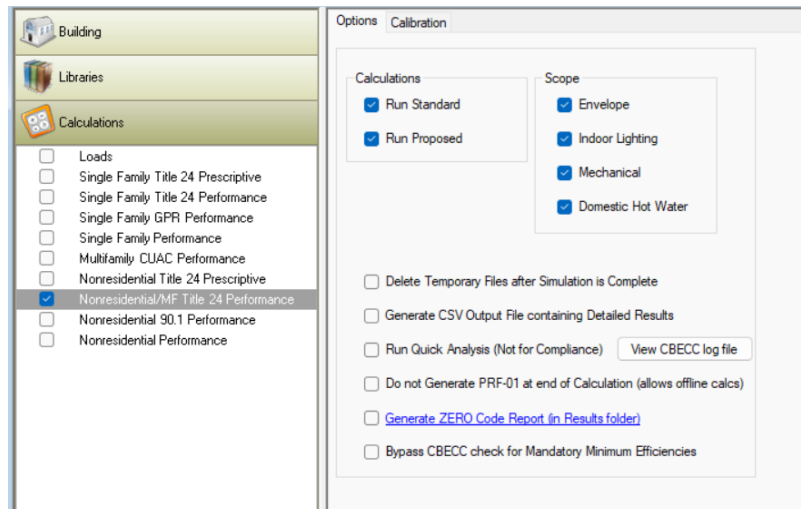 Building
Libraries
Calculations
Loads
Single Family Title 24 Prescriptive
Single Family Title 24 Performance
Single Family GPR Performance
Single Family Performance
Multifamily CUAC Performance
Nonresidential Title 24 Prescriptive
Nonresidential/MF Title 24 Performance
Nonresidential 90.1 Performance
Nonresidential Performance
Options Calibration
Calculations
Run Standard
Run Proposed
Scope
Envelope
Indoor Lighting
Mechanical
Domestic Hot Water
Delete Temporary Files after Simulation is Complete
Generate CSV Output File containing Detailed Results
Run Quick Analysis (Not for Compliance) View CBECC log file
Do not Generate PRF-01 at end of Calculation (allows offline calcs)
Generate ZERO Code Report (in Results folder)
Bypass CBECC check for Mandatory Minimum Efficiencies